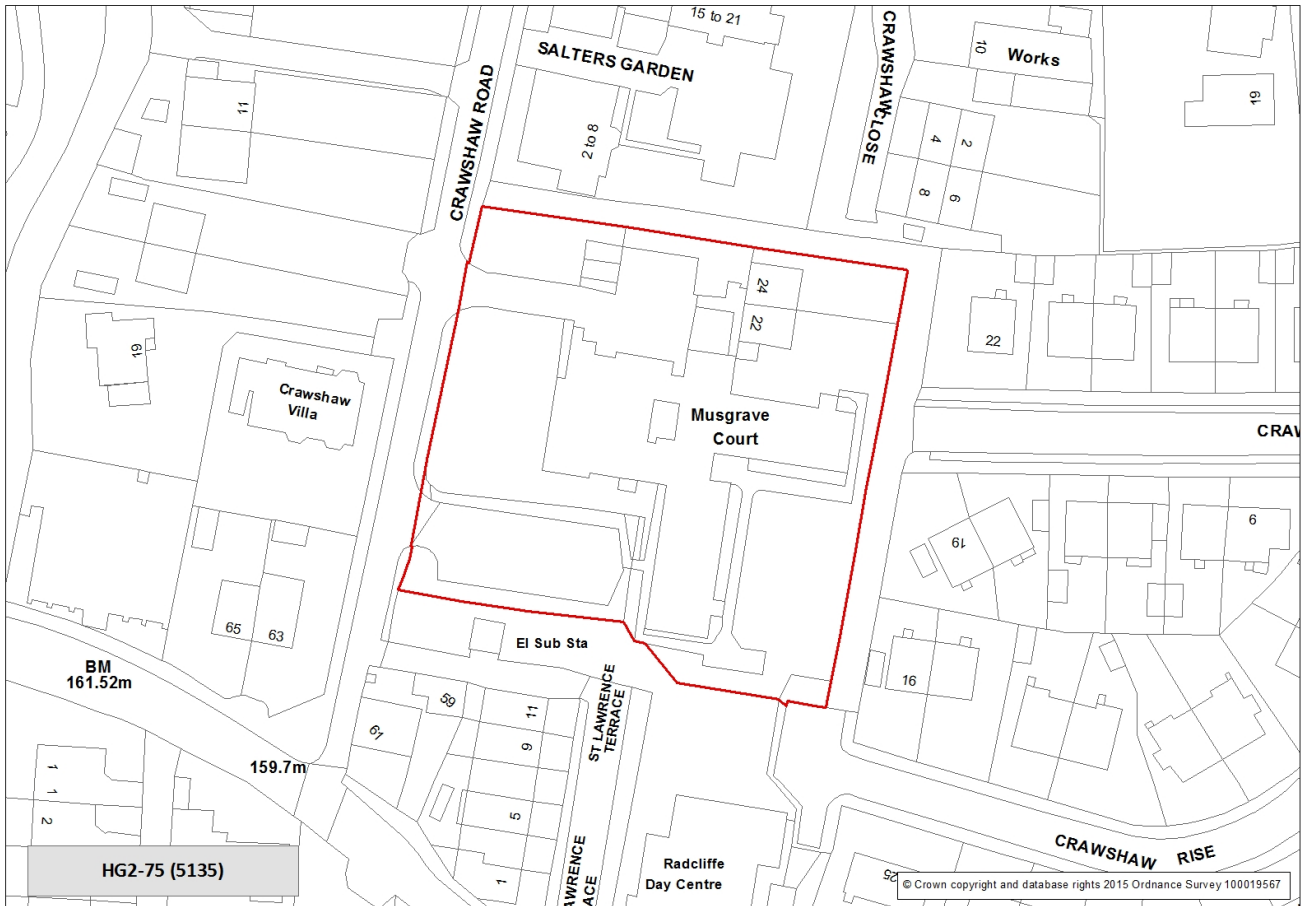 15 to 21
SALTERS GARDEN
CRAWSHAW CLOSE
10
Works
19
11
CRAWSHAW ROAD
2 to 8
4
2
8
6
24
22
22
19
Crawshaw
Villa
Musgrave
Court
CRAW
19
6
65
63
El Sub Sta
BM
161.52m
16
ST LAWRENCE
TERRACE
59
11
61
9
159.7m
1
1
2
5
1
CRAWSHAW RISE
Radcliffe
Day Centre
25
HG2-75 (5135)
© Crown copyright and database rights 2015 Ordnance Survey 100019567